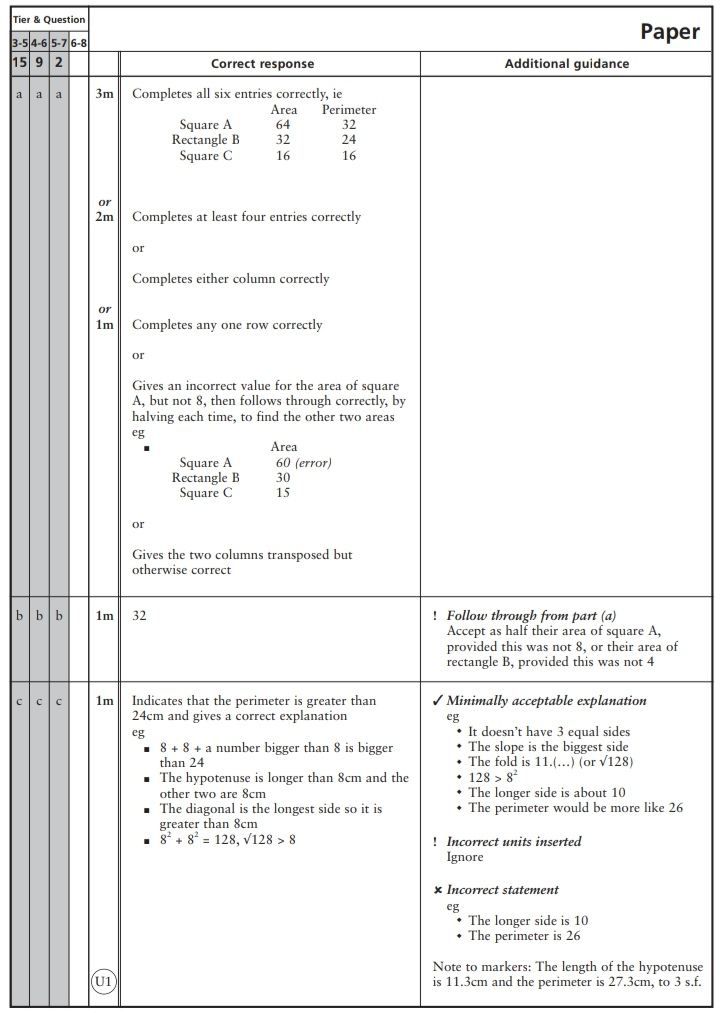 Tier & Question
Paper
3-5 4-6 5-7 6-8
15 9 2
Correct response
Additional guidance
a a a
3m
Completes all six entries correctly, ie
Area Perimeter
Square A 64 32
Rectangle B 32 24
Square C 16 16
or
2m
Completes at least four entries correctly
or
Completes either column correctly
or
1m
Completes any one row correctly
or
Gives an incorrect value for the area of square
A, but not 8, then follows through correctly, by
halving each time, to find the other two areas
eg
■ Area
Square A 60 (error)
Rectangle B 30
Square C 15
or
Gives the two columns transposed but
otherwise correct
b b b
1m
32
! Follow through from part (a)
Accept as half their area of square A,
provided this was not 8, or their area of
rectangle B, provided this was not 4
c c c
1m
Indicates that the perimeter is greater than
24cm and gives a correct explanation
eg
■ 8 + 8 + a number bigger than 8 is bigger
than 24
■ The hypotenuse is longer than 8cm and the
other two are 8cm
■ The diagonal is the longest side so it is
greater than 8cm
■ 8² + 8² = 128, √128 > 8
✓ Minimally acceptable explanation
eg
◆ It doesn't have 3 equal sides
◆ The slope is the biggest side
◆ The fold is 11.(...) (or √128)
◆ 128 > 8²
◆ The longer side is about 10
◆ The perimeter would be more like 26
! Incorrect units inserted
Ignore
✘ Incorrect statement
eg
◆ The longer side is 10
◆ The perimeter is 26
Note to markers: The length of the hypotenuse
is 11.3cm and the perimeter is 27.3cm, to 3 s.f.
U1